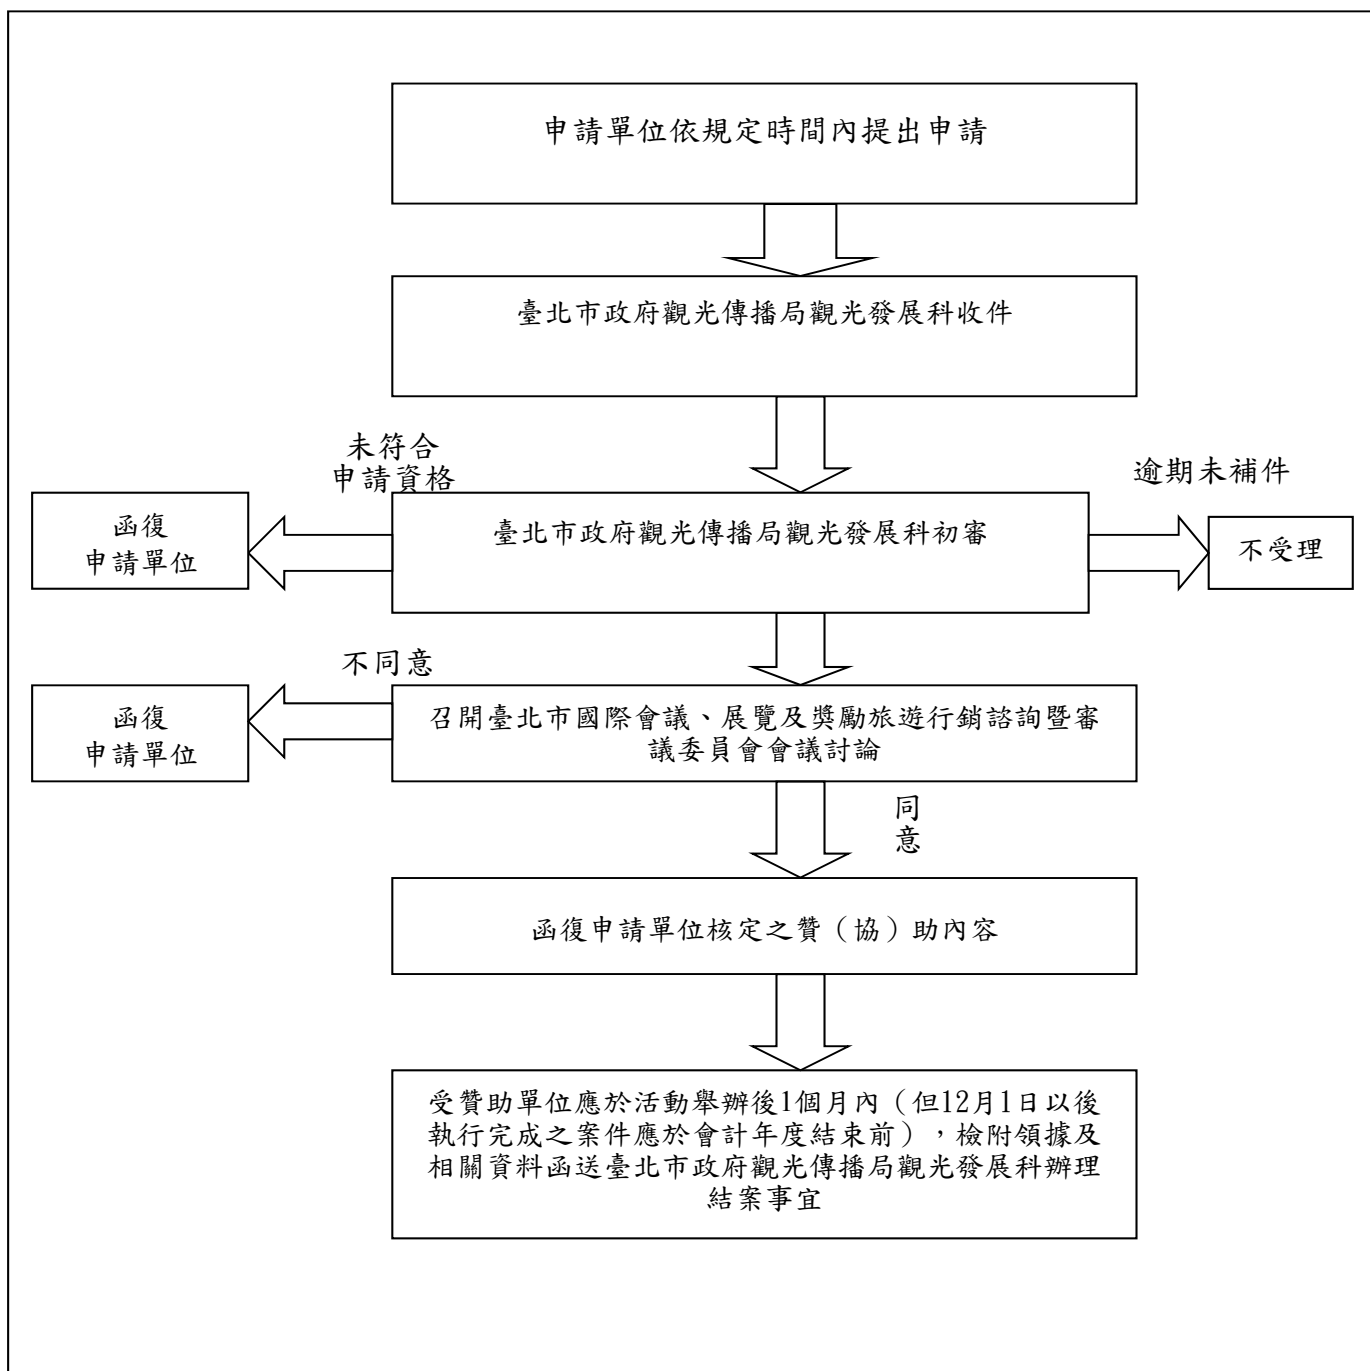 申請單位依規定時間內提出申請
臺北市政府觀光傳播局觀光發展科收件
未符合
申請資格
逾期未補件
函復
申請單位
臺北市政府觀光傳播局觀光發展科初審
不受理
不同意
函復
申請單位
召開臺北市國際會議、展覽及獎勵旅遊行銷諮詢暨審
議委員會會議討論
同
意
函復申請單位核定之贊（協）助內容
受贊助單位應於活動舉辦後1個月內（但12月1日以後
執行完成之案件應於會計年度結束前），檢附領據及
相關資料函送臺北市政府觀光傳播局觀光發展科辦理
結案事宜